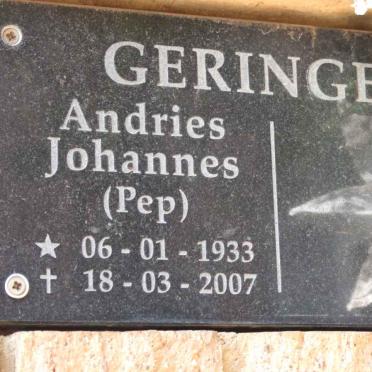 GERINGE
Andries
Johannes
(Pep)
★ 06 - 01 - 1933
✝ 18 - 03 - 2007